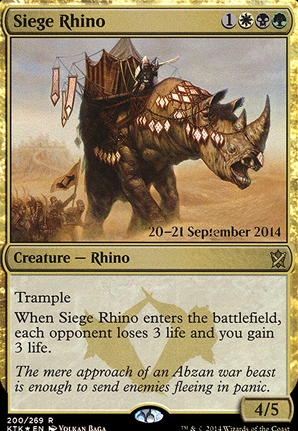 Siege Rhino 1
20–21 September 2014
Creature — Rhino
Trample
When Siege Rhino enters the battlefield,
each opponent loses 3 life and you gain
3 life.
The mere approach of an Abzan war beast
is enough to send enemies fleeing in panic.
4/5
200/269 R
KTK ★ EN VOLKAN BAGA
™ & © 2014 Wizards of the Coast